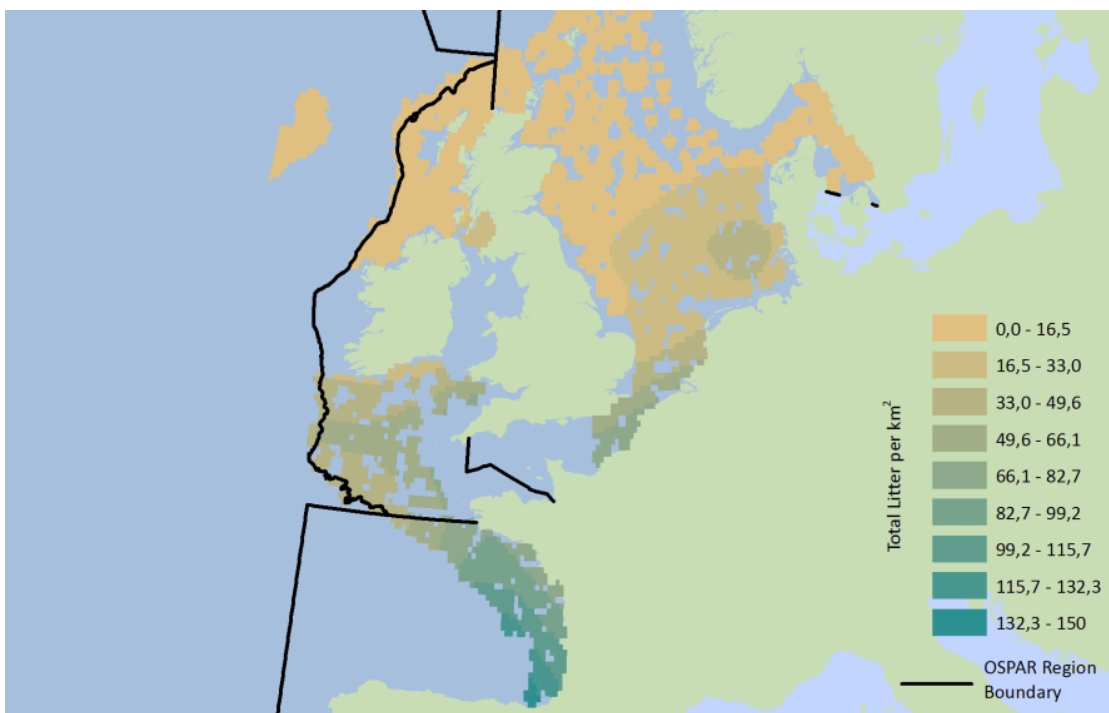 Total Litter per km²
0,0 - 16,5
16,5 - 33,0
33,0 - 49,6
49,6 - 66,1
66,1 - 82,7
82,7 - 99,2
99,2 - 115,7
115,7 - 132,3
132,3 - 150
OSPAR Region
Boundary